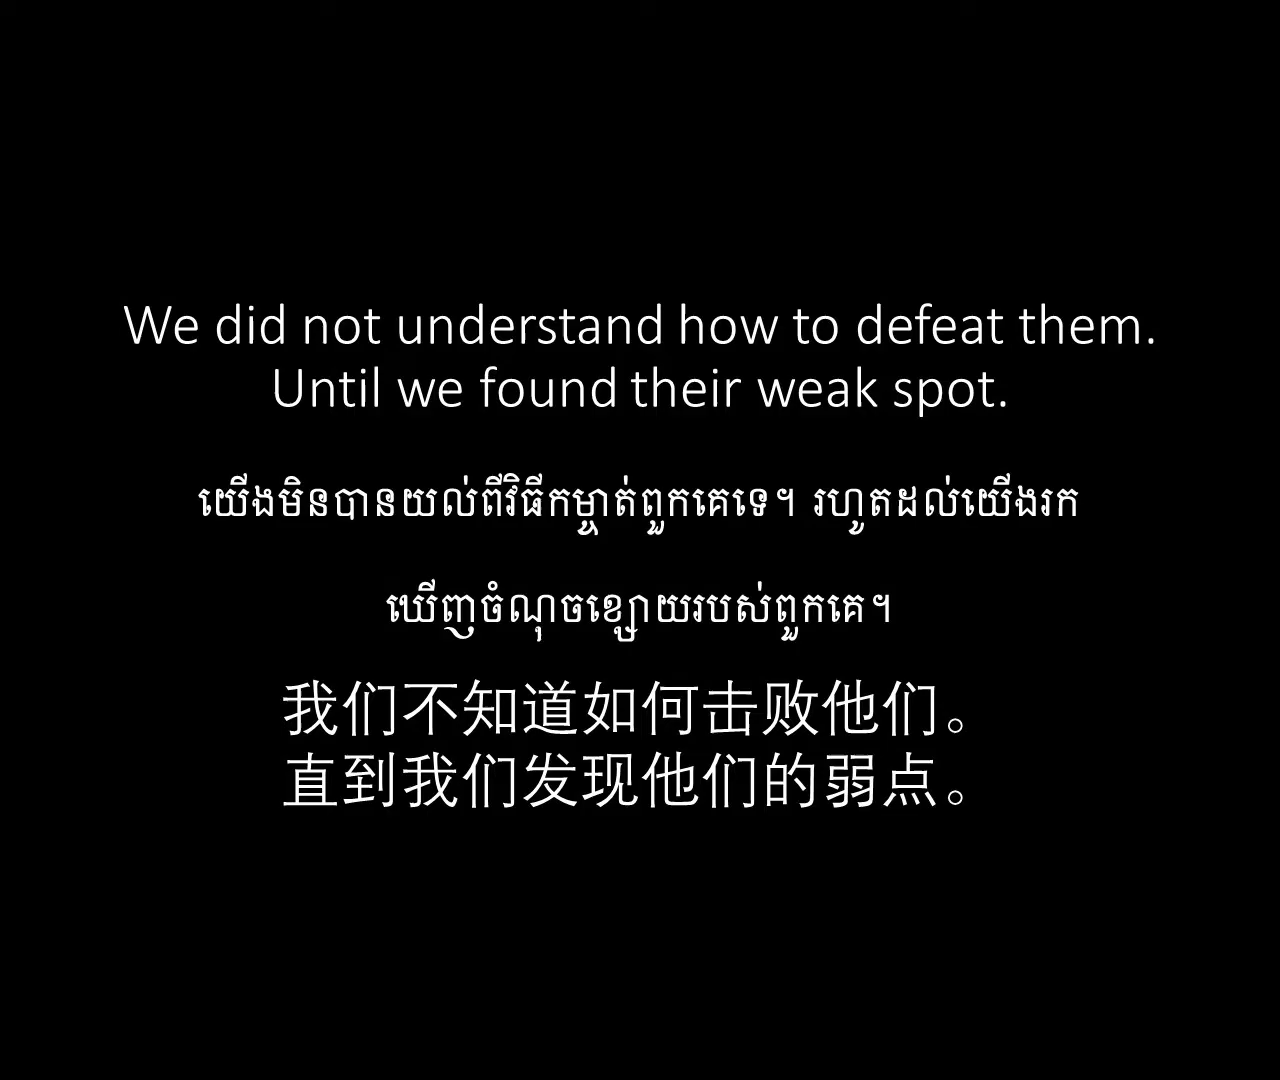 We did not understand how to defeat them.
Until we found their weak spot.
យើងមិនបានយល់ពីវិធីកម្ចាត់ពួកគេទេ។ រហូតដល់យើងរក
ឃើញចំណុចខ្សោយរបស់ពួកគេ។
我们不知道如何击败他们。
直到我们发现他们的弱点。